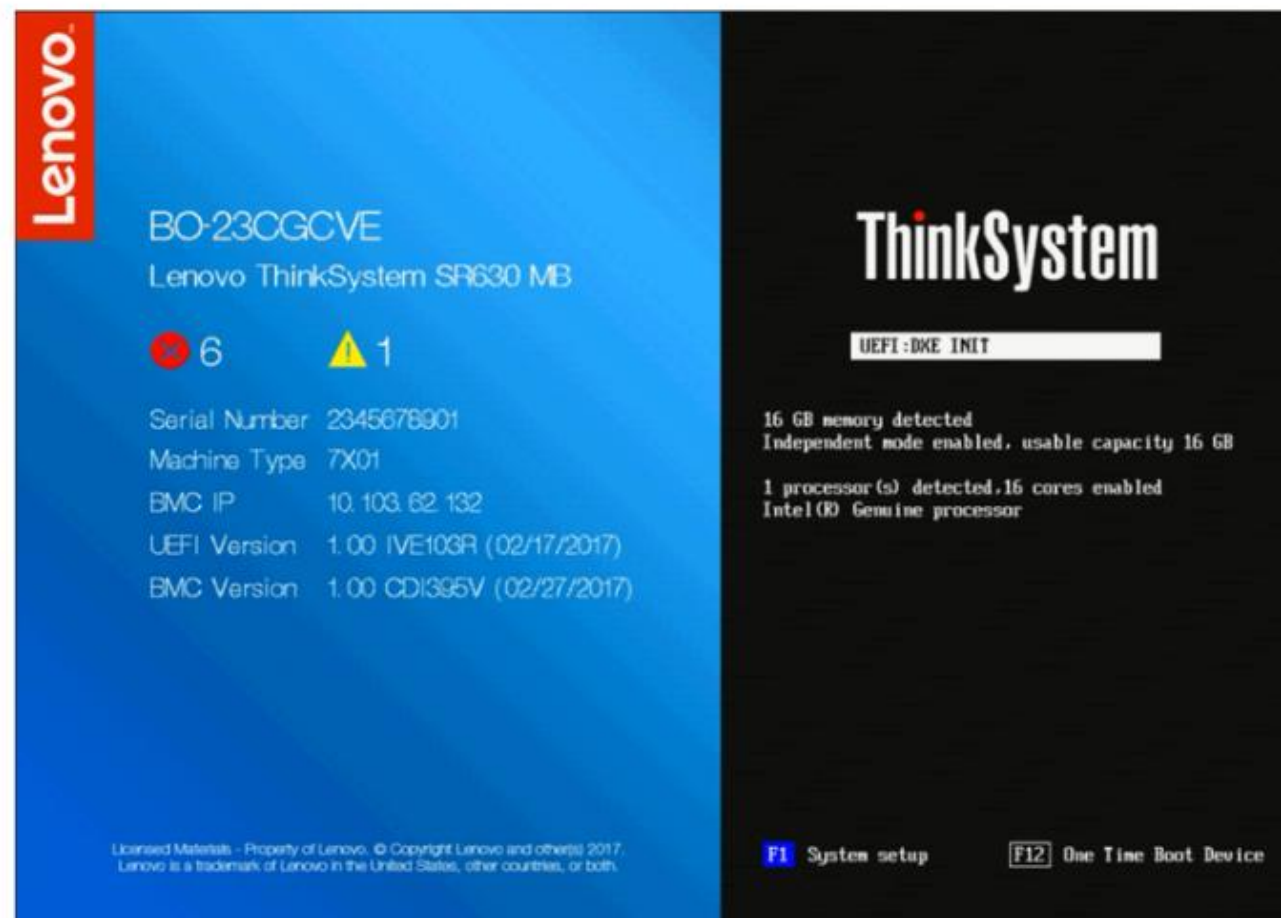 Lenovo.
BO-23CGCVE
Lenovo ThinkSystem SR630 MB
6
1
Serial Number 2345678901
Machine Type 7X01
BMC IP 10.103.62.132
UEFI Version 1.00 IVE103R (02/17/2017)
BMC Version 1.00 CDI395V (02/27/2017)
Licensed Materials - Property of Lenovo. © Copyright Lenovo and other(s) 2017.
Lenovo is a trademark of Lenovo in the United States, other countries, or both.
ThinkSystem
UEFI:DXE INIT
16 GB memory detected
Independent mode enabled, usable capacity 16 GB
1 processor(s) detected,16 cores enabled
Intel(R) Genuine processor
F1 System setup
F12 One Time Boot Device